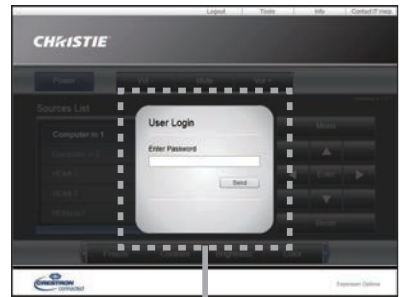 Logout Tools Info Contact IT Help
CHRISTIE
Power Vol - Mute Vol +
Sources List
Menu
Computer in 1
User Login
Enter Password
Enter
Send
Reset
Freeze Contrast Brightness Color
CRESTRON
connected
Expansion Options